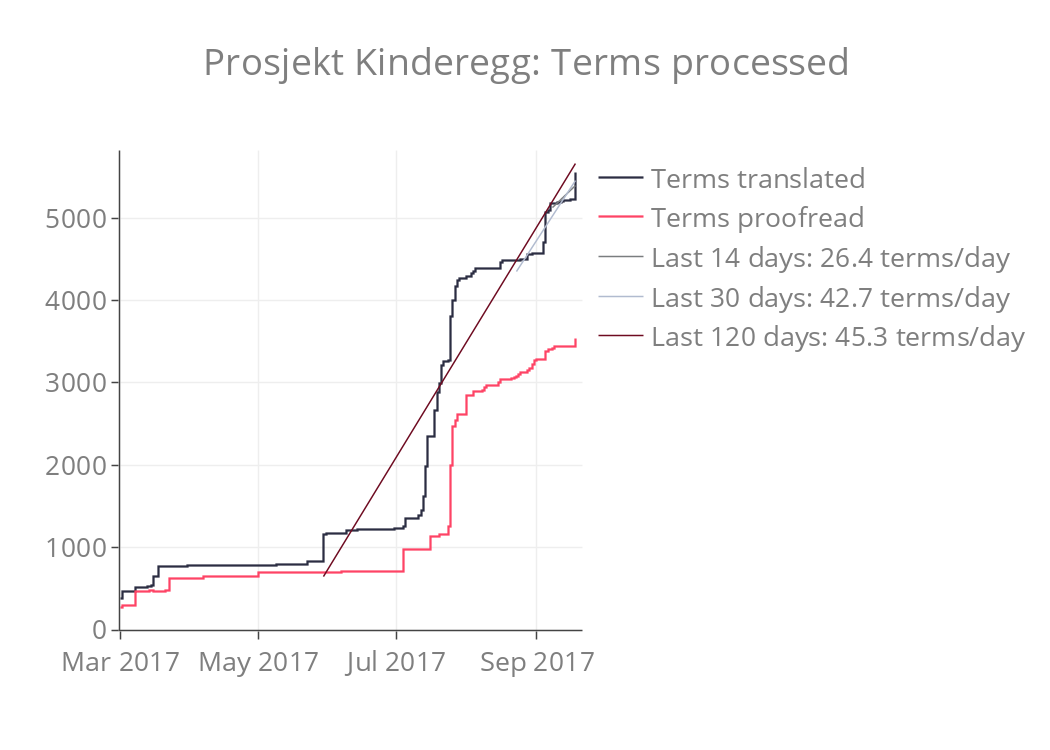 Prosjekt Kinderegg: Terms processed
Terms translated
Terms proofread
Last 14 days: 26.4 terms/day
Last 30 days: 42.7 terms/day
Last 120 days: 45.3 terms/day
5000
4000
3000
2000
1000
0
Mar 2017 May 2017 Jul 2017 Sep 2017